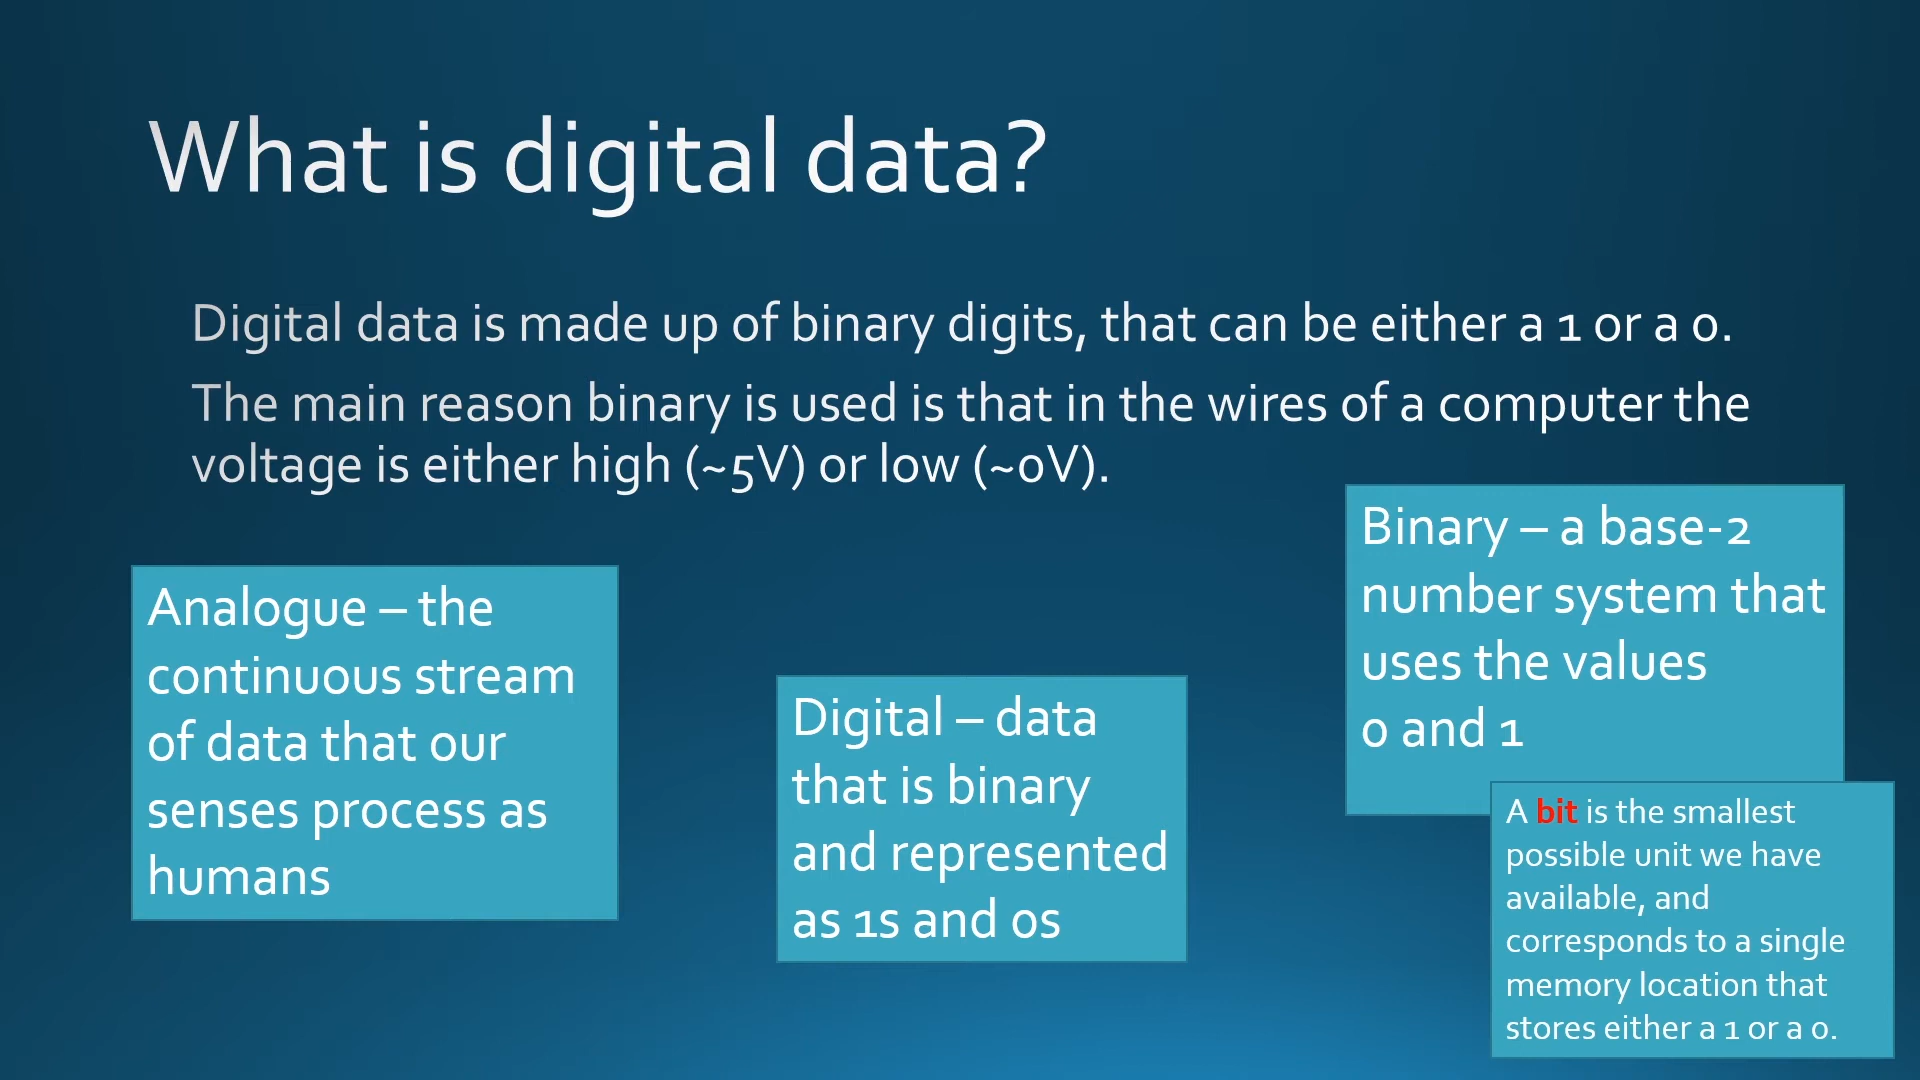 What is digital data?
Digital data is made up of binary digits, that can be either a 1 or a 0.
The main reason binary is used is that in the wires of a computer the
voltage is either high (~5V) or low (~0V).
Analogue – the
continuous stream
of data that our
senses process as
humans
Digital – data
that is binary
and represented
as 1s and 0s
Binary – a base-2
number system that
uses the values
0 and 1
A bit is the smallest
possible unit we have
available, and
corresponds to a single
memory location that
stores either a 1 or a 0.